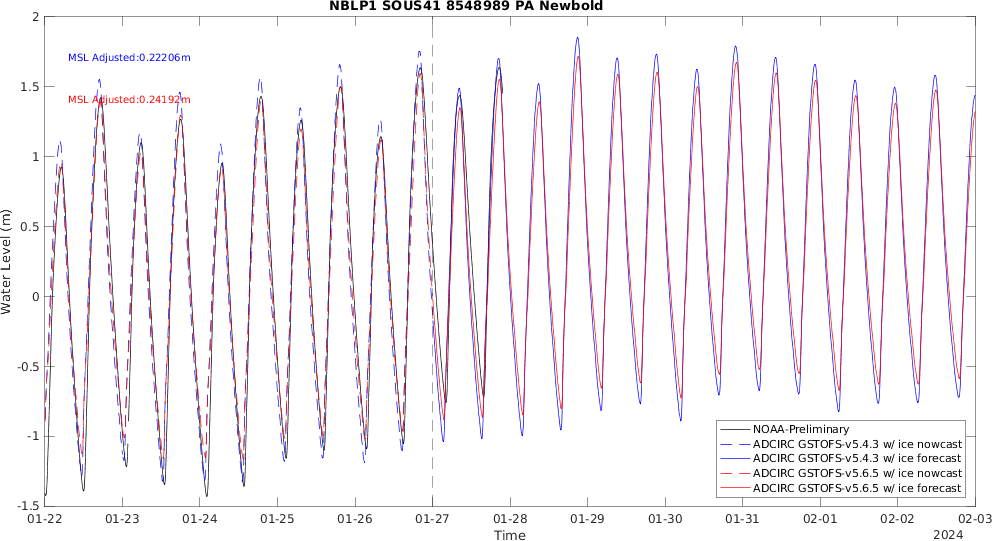 NBLP1 SOUS41 8548989 PA Newbold
2
1.5
1
0.5
0
-0.5
-1
-1.5
Water Level (m)
MSL Adjusted:0.22206m
MSL Adjusted:0.24192m
NOAA-Preliminary
ADCIRC GSTOFS-v5.4.3 w/ ice nowcast
ADCIRC GSTOFS-v5.4.3 w/ ice forecast
ADCIRC GSTOFS-v5.6.5 w/ ice nowcast
ADCIRC GSTOFS-v5.6.5 w/ ice forecast
01-22 01-23 01-24 01-25 01-26 01-27 01-28 01-29 01-30 01-31 02-01 02-02 02-03
Time
2024